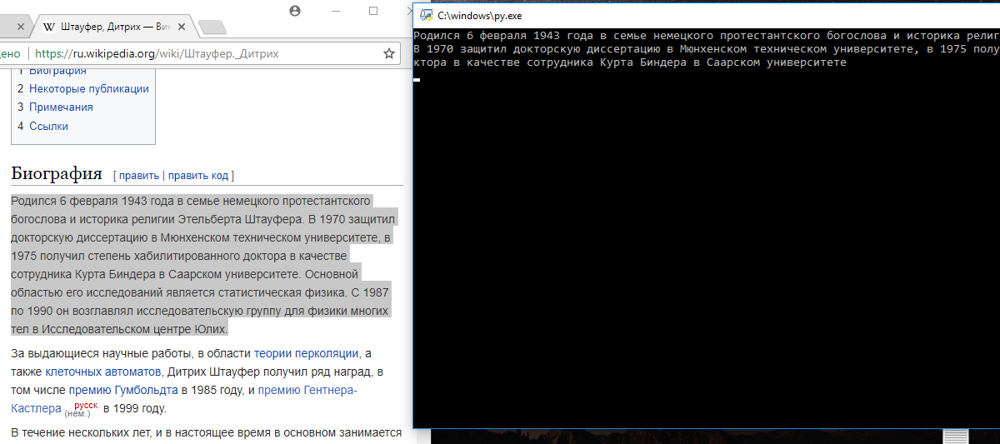 Штауфер, Дитрих — Вик
https://ru.wikipedia.org/wiki/Штауфер,_Дитрих
1 Биография
2 Некоторые публикации
3 Примечания
4 Ссылки
Биография [ править | править код ]
Родился 6 февраля 1943 года в семье немецкого протестантского
богослова и историка религии Этельберта Штауфера. В 1970 защитил
докторскую диссертацию в Мюнхенском техническом университете, в
1975 получил степень хабилитированного доктора в качестве
сотрудника Курта Биндера в Саарском университете. Основной
областью его исследований является статистическая физика. С 1987
по 1990 он возглавлял исследовательскую группу для физики многих
тел в Исследовательском центре Юлих.
За выдающиеся научные работы, в области теории перколяции, а
также клеточных автоматов, Дитрих Штауфер получил ряд наград, в
том числе премию Гумбольдта в 1985 году, и премию Гентнера-
Кастлера русск. (нем.) в 1999 году.
В течение нескольких лет, и в настоящее время в основном занимается
C:\windows\py.exe
Родился 6 февраля 1943 года в семье немецкого протестантского богослова и историка религ
В 1970 защитил докторскую диссертацию в Мюнхенском техническом университете, в 1975 полу
ктора в качестве сотрудника Курта Биндера в Саарском университете